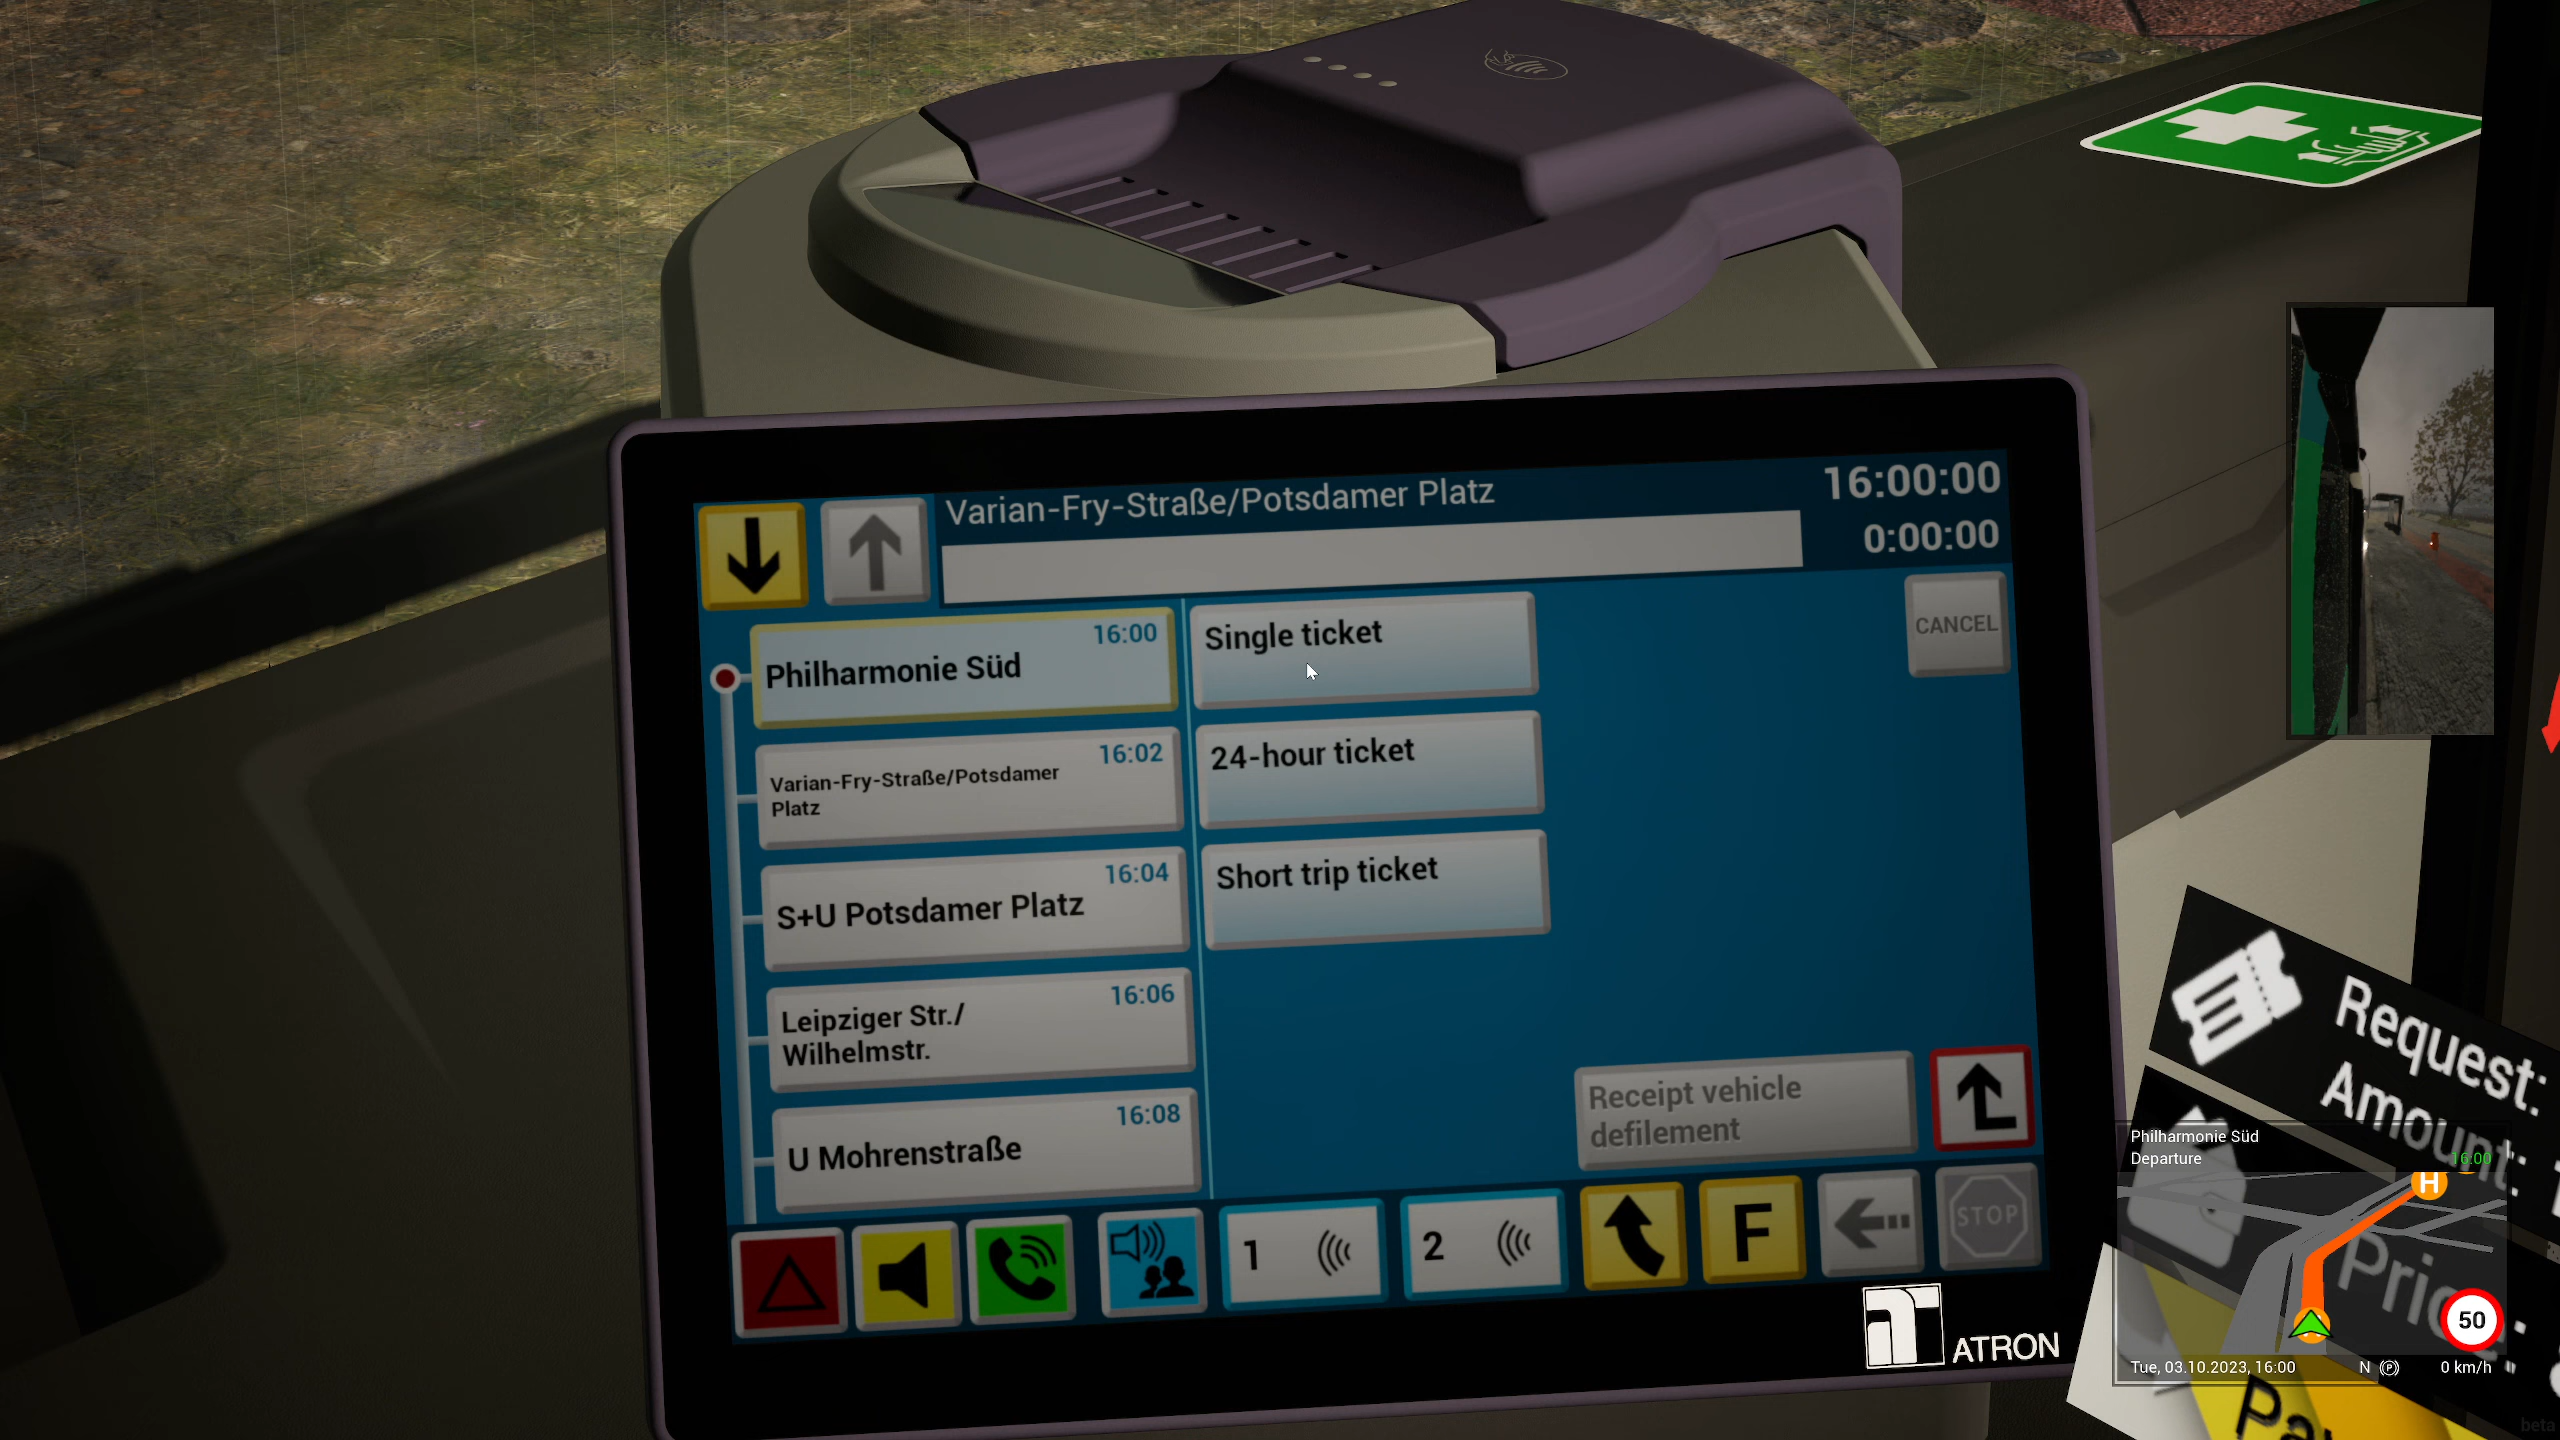 Varian-Fry-Straße/Potsdamer Platz
16:00:00
0:00:00
CANCEL
16:00
Philharmonie Süd
16:02
Varian-Fry-Straße/Potsdamer
Platz
16:04
S+U Potsdamer Platz
16:06
Leipziger Str./
Wilhelmstr.
16:08
U Mohrenstraße
Single ticket
24-hour ticket
Short trip ticket
Receipt vehicle
defilement
1
2
F
STOP
ATRON
Request:
Amount:
Philharmonie Süd
Departure
16:00
H
50
Tue, 03.10.2023, 16:00
N
P
0 km/h
beta